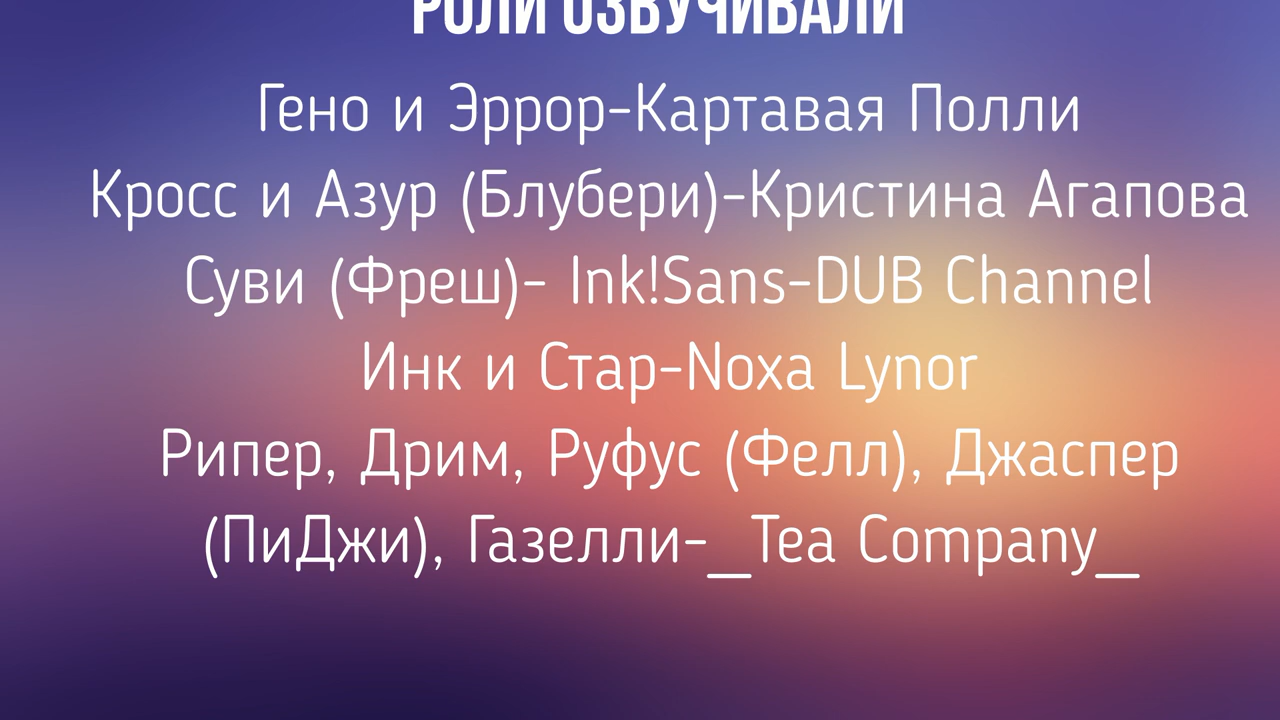 РОЛИ ОЗВУЧИВАЛИ
Гено и Эррор-Картавая Полли
Кросс и Азур (Блубери)-Кристина Агапова
Суви (Фреш)- Ink!Sans-DUB Channel
Инк и Стар-Noxa Lynor
Рипер, Дрим, Руфус (Фелл), Джаспер
(ПиДжи), Газелли-_Tea Company_